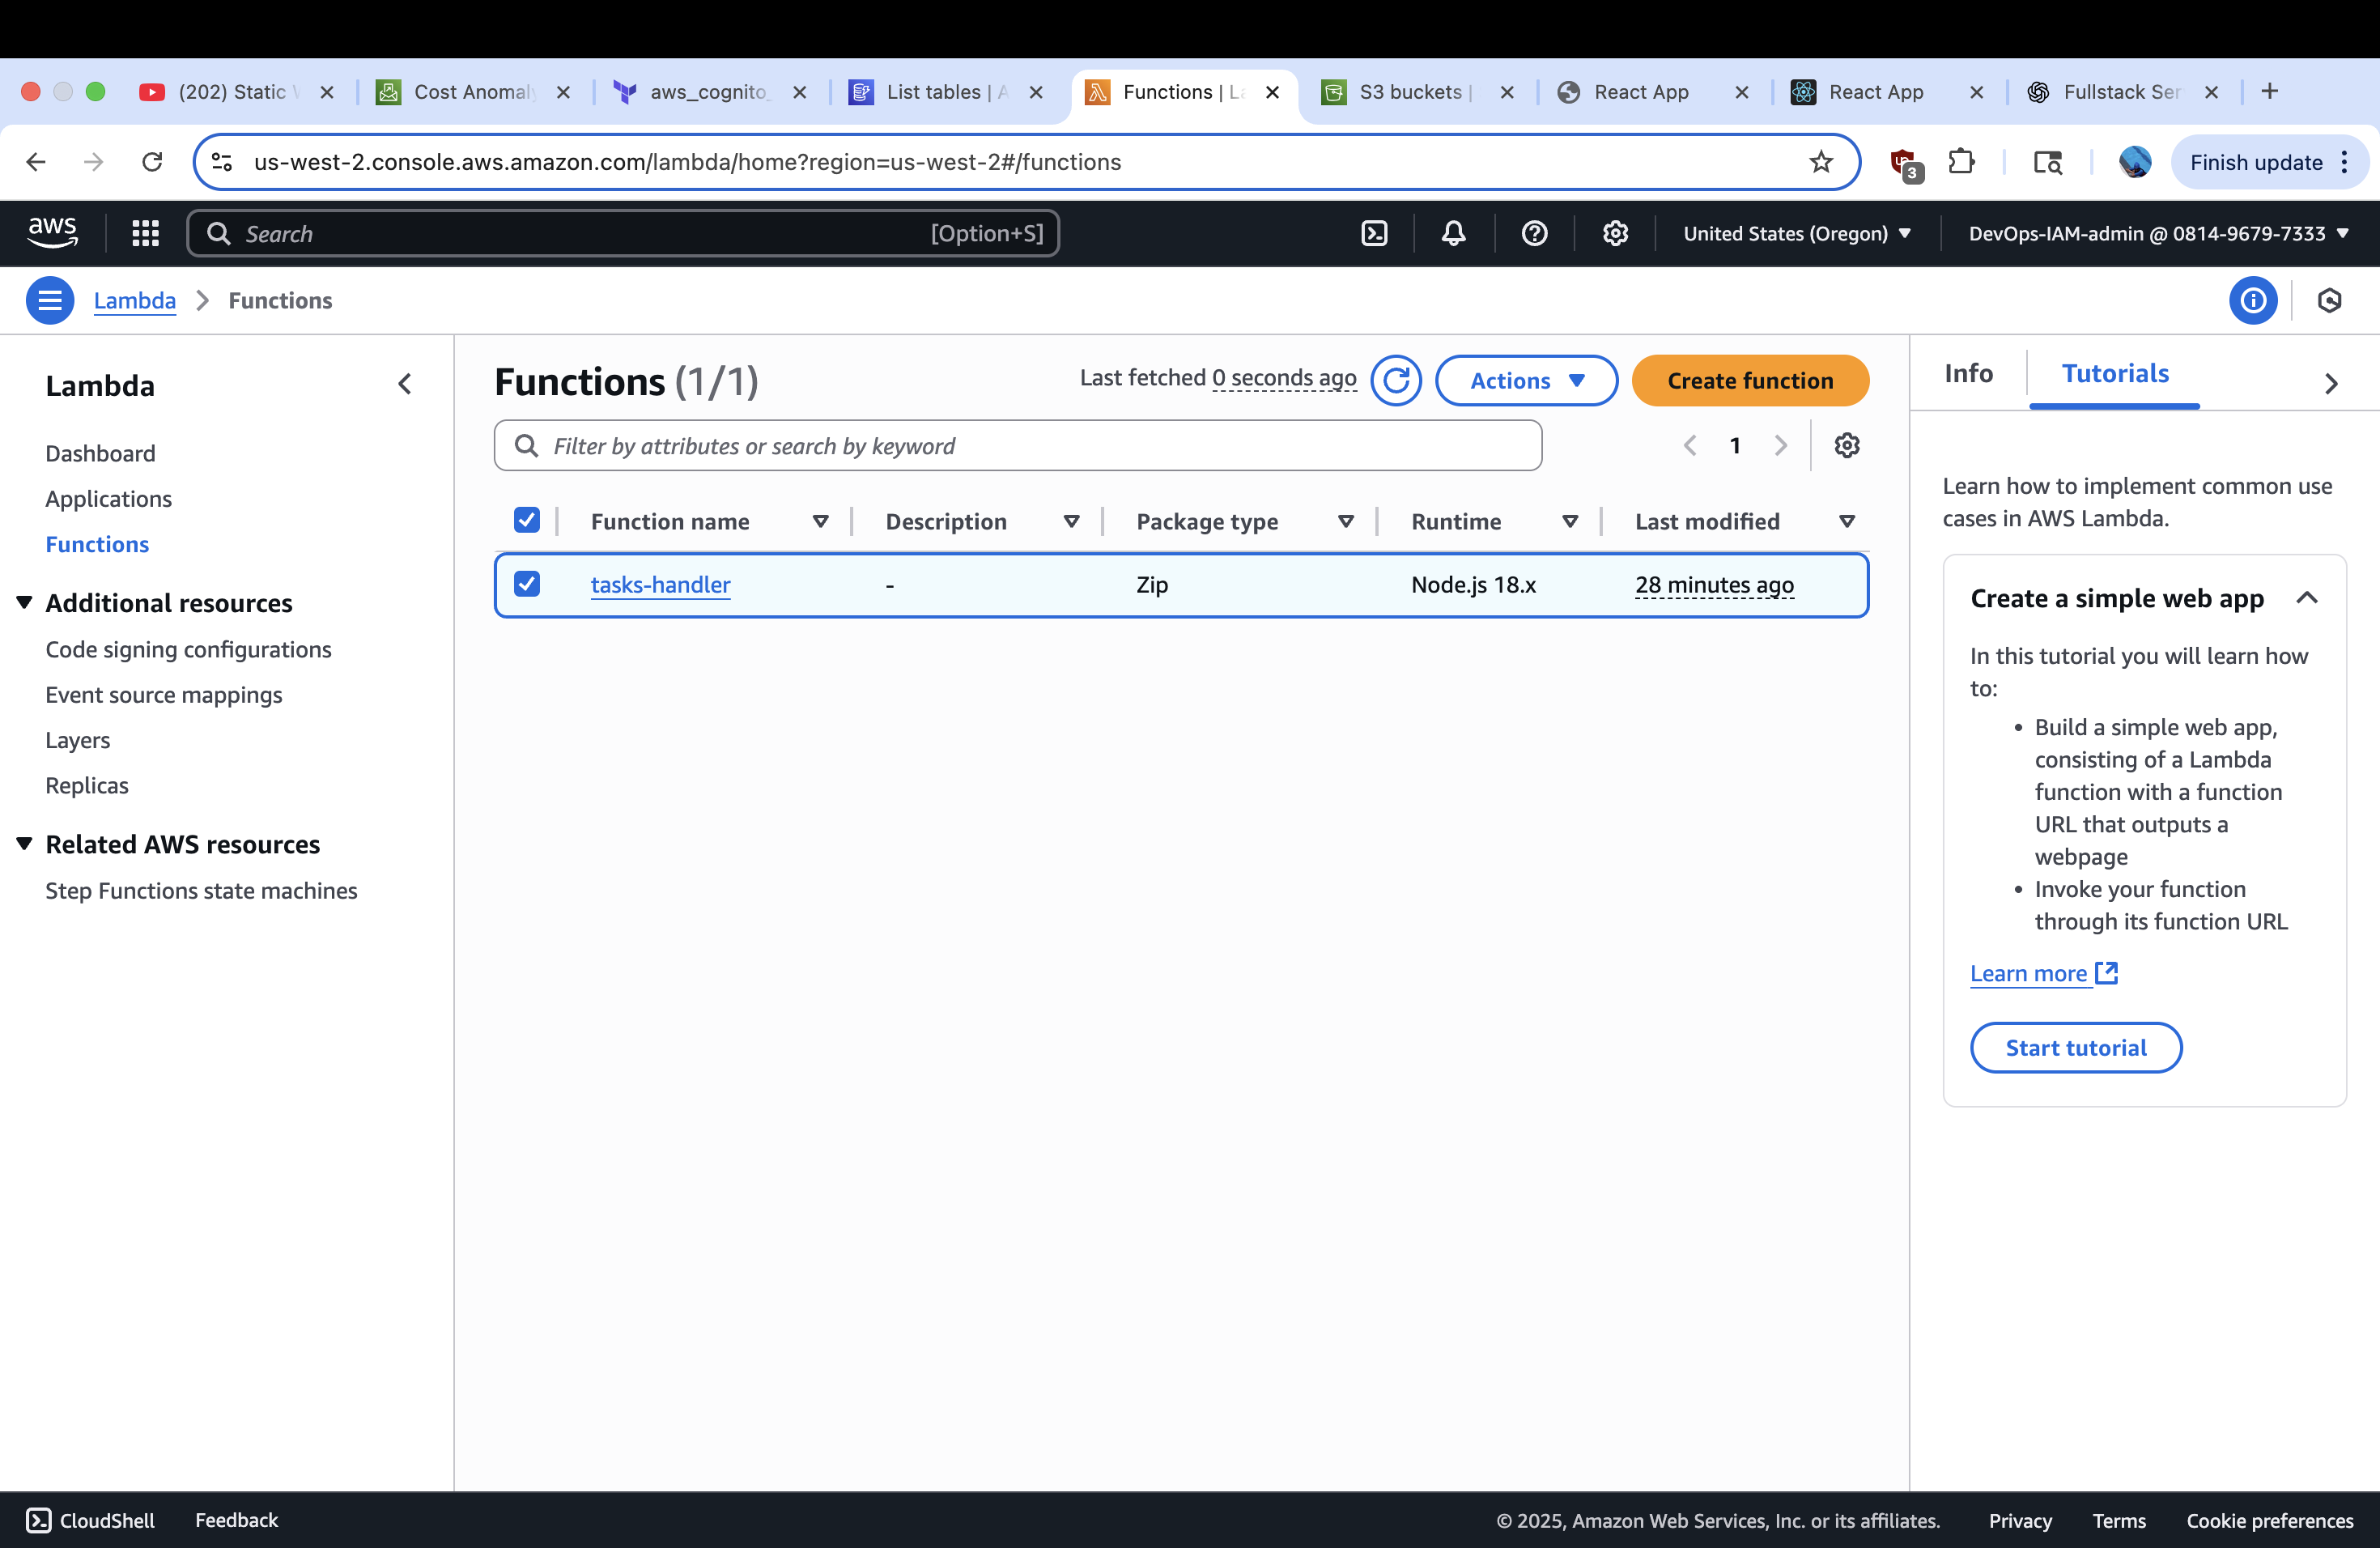 (202) Static
Cost Anomal
aws_cognito_
List tables |
Functions | L
S3 buckets |
React App
React App
Fullstack Ser
us-west-2.console.aws.amazon.com/lambda/home?region=us-west-2#/functions
3
Finish update
aws
Search
[Option+S]
United States (Oregon)
DevOps-IAM-admin @ 0814-9679-7333
Lambda
Functions
Lambda
Dashboard
Applications
Functions
Additional resources
Code signing configurations
Event source mappings
Layers
Replicas
Related AWS resources
Step Functions state machines
Functions (1/1)
Last fetched 0 seconds ago
Actions
Create function
Filter by attributes or search by keyword
1
Function name
Description
Package type
Runtime
Last modified
tasks-handler
-
Zip
Node.js 18.x
28 minutes ago
Info
Tutorials
Learn how to implement common use
cases in AWS Lambda.
Create a simple web app
In this tutorial you will learn how
to:
• Build a simple web app,
consisting of a Lambda
function with a function
URL that outputs a
webpage
• Invoke your function
through its function URL
Learn more
Start tutorial
CloudShell
Feedback
© 2025, Amazon Web Services, Inc. or its affiliates.
Privacy
Terms
Cookie preferences